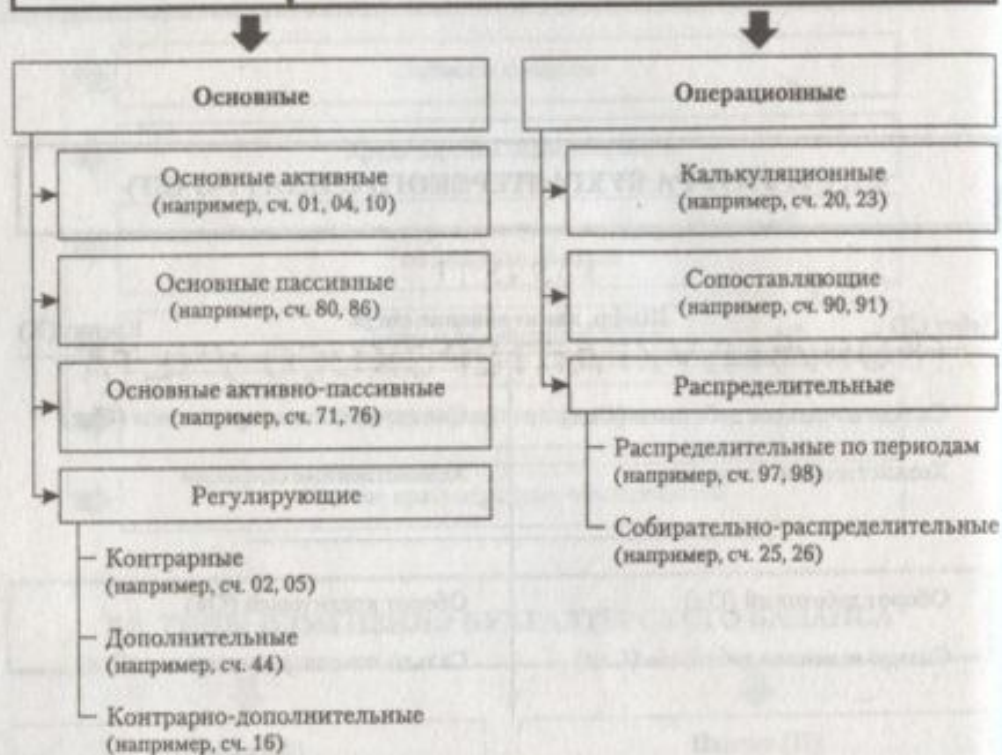 Основные
Основные активные
(например, сч. 01, 04, 10)
Основные пассивные
(например, сч. 80, 86)
Основные активно-пассивные
(например, сч. 71, 76)
Регулирующие
Контрарные
(например, сч. 02, 05)
Дополнительные
(например, сч. 44)
Контрарно-дополнительные
(например, сч. 16)
Операционные
Калькуляционные
(например, сч. 20, 23)
Сопоставляющие
(например, сч. 90, 91)
Распределительные
Распределительные по периодам
(например, сч. 97, 98)
Собирательно-распределительные
(например, сч. 25, 26)